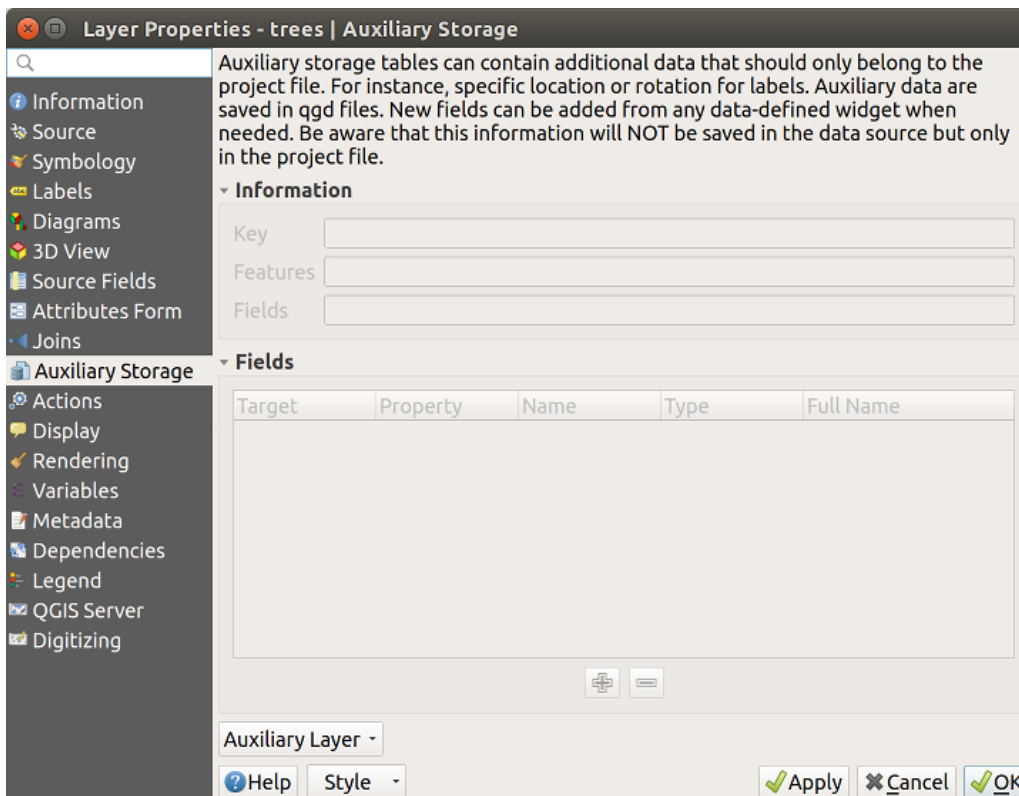 Layer Properties - trees | Auxiliary Storage
Information
Source
Symbology
Labels
Diagrams
3D View
Source Fields
Attributes Form
Joins
Auxiliary Storage
Actions
Display
Rendering
Variables
Metadata
Dependencies
Legend
QGIS Server
Digitizing
Auxiliary storage tables can contain additional data that should only belong to the
project file. For instance, specific location or rotation for labels. Auxiliary data are
saved in qgd files. New fields can be added from any data-defined widget when
needed. Be aware that this information will NOT be saved in the data source but only
in the project file.
Information
Key
Features
Fields
Fields
Target Property Name Type Full Name
Auxiliary Layer
Help Style Apply Cancel OK